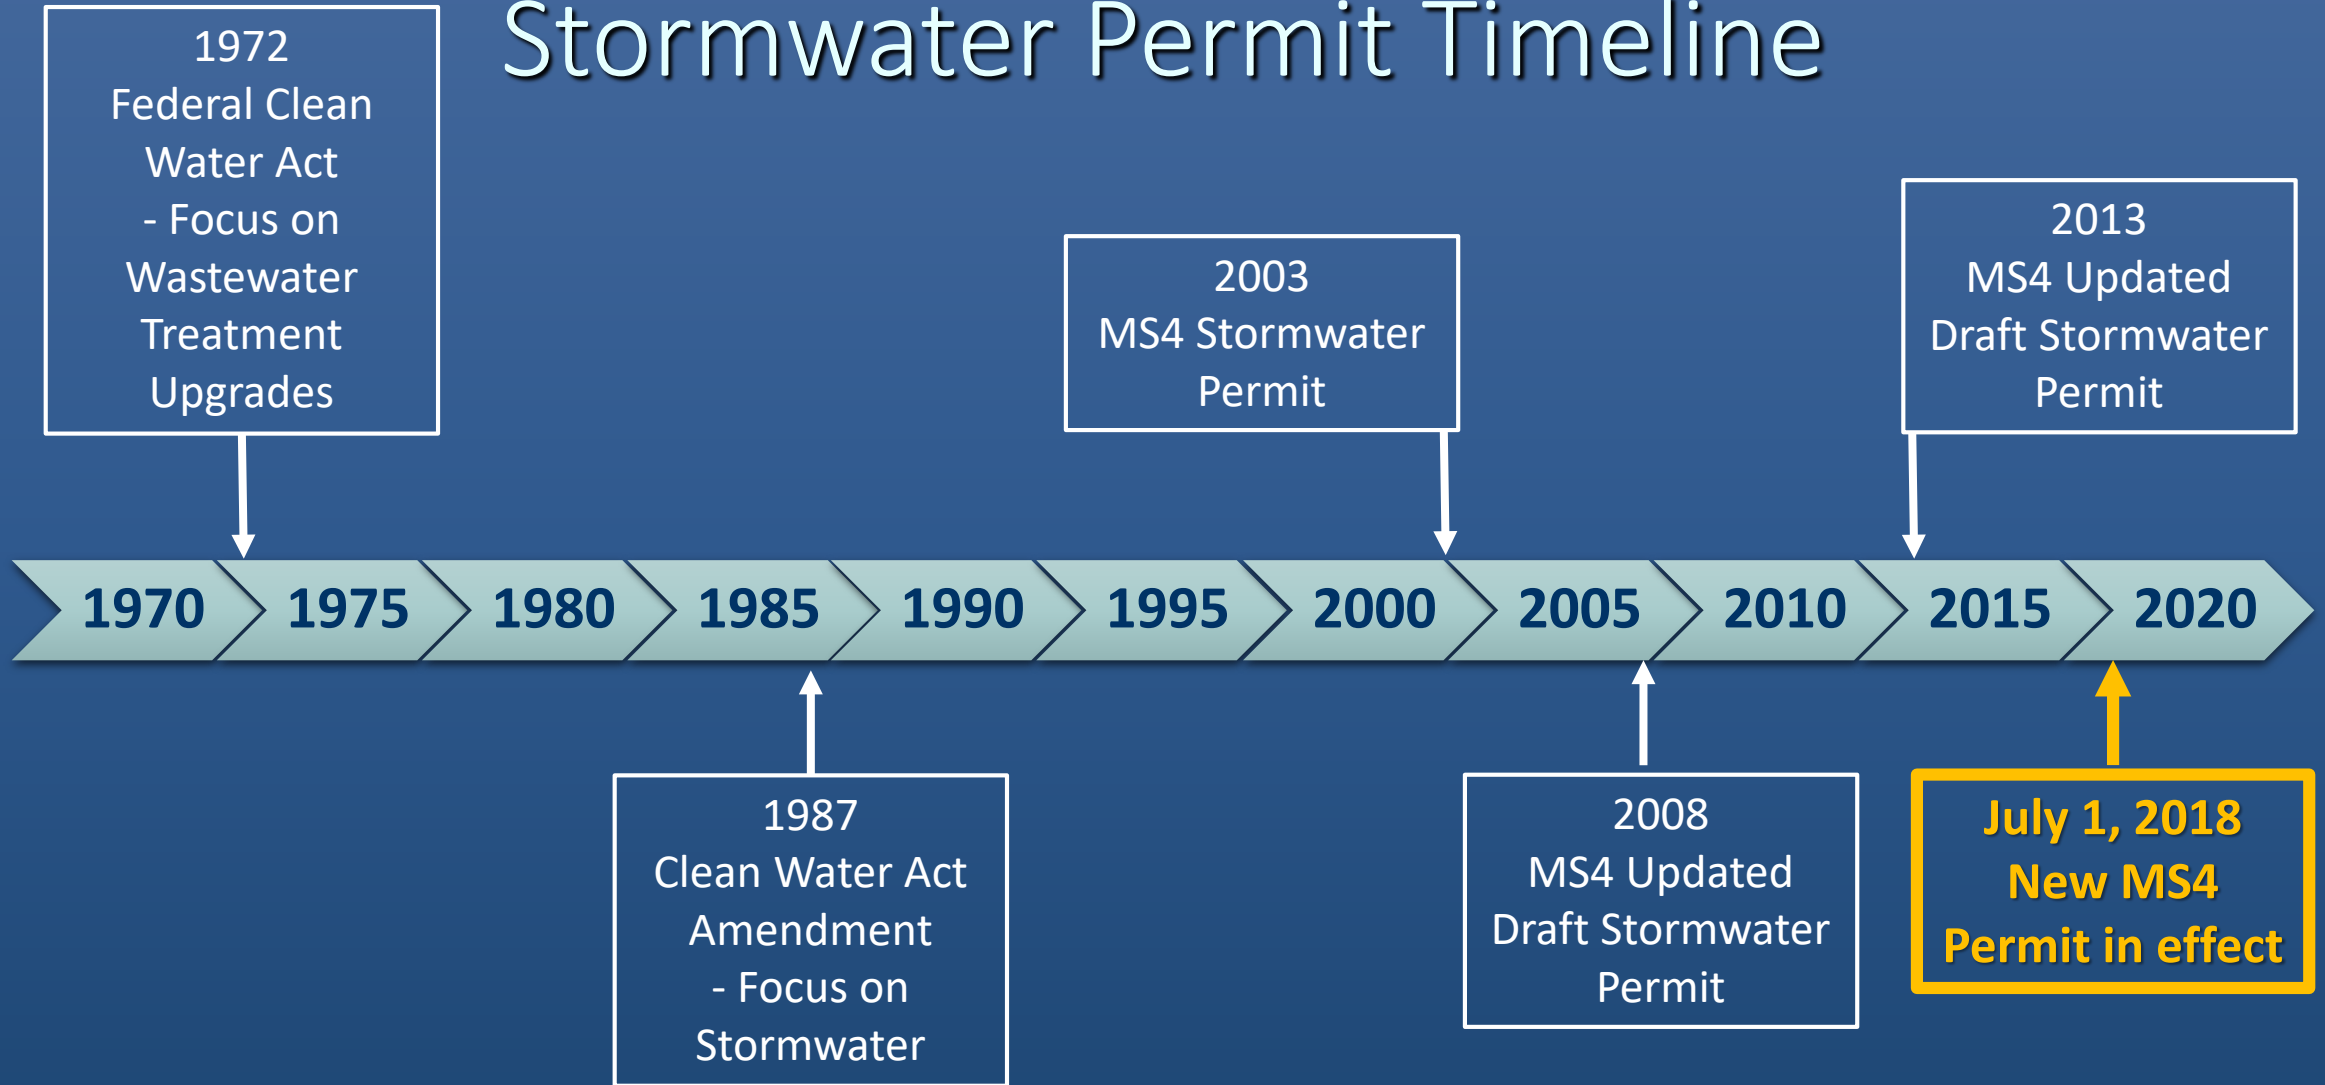 Stormwater Permit Timeline
1972
Federal Clean
Water Act
- Focus on
Wastewater
Treatment
Upgrades
2003
MS4 Stormwater
Permit
2013
MS4 Updated
Draft Stormwater
Permit
1970
1975
1980
1985
1990
1995
2000
2005
2010
2015
2020
1987
Clean Water Act
Amendment
- Focus on
Stormwater
2008
MS4 Updated
Draft Stormwater
Permit
July 1, 2018
New MS4
Permit in effect